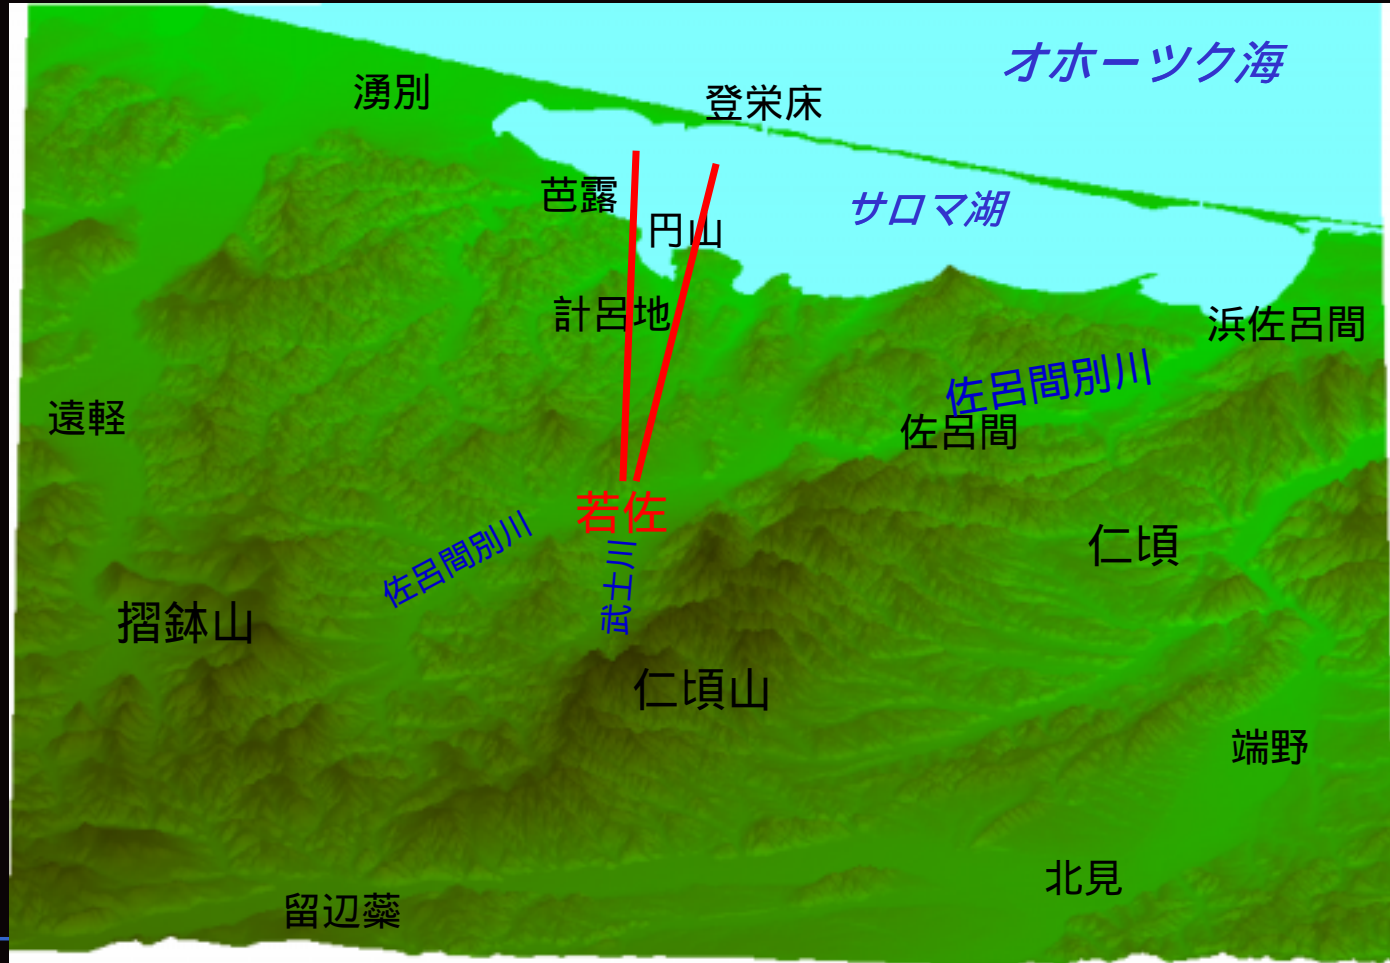 オホーツク海
湧別
登栄床
芭露
サロマ湖
円山
計呂地
浜佐呂間
佐呂間別川
遠軽
佐呂間
若佐
佐呂間別川
仁頃
武士川
摺鉢山
仁頃山
端野
北見
留辺蘂